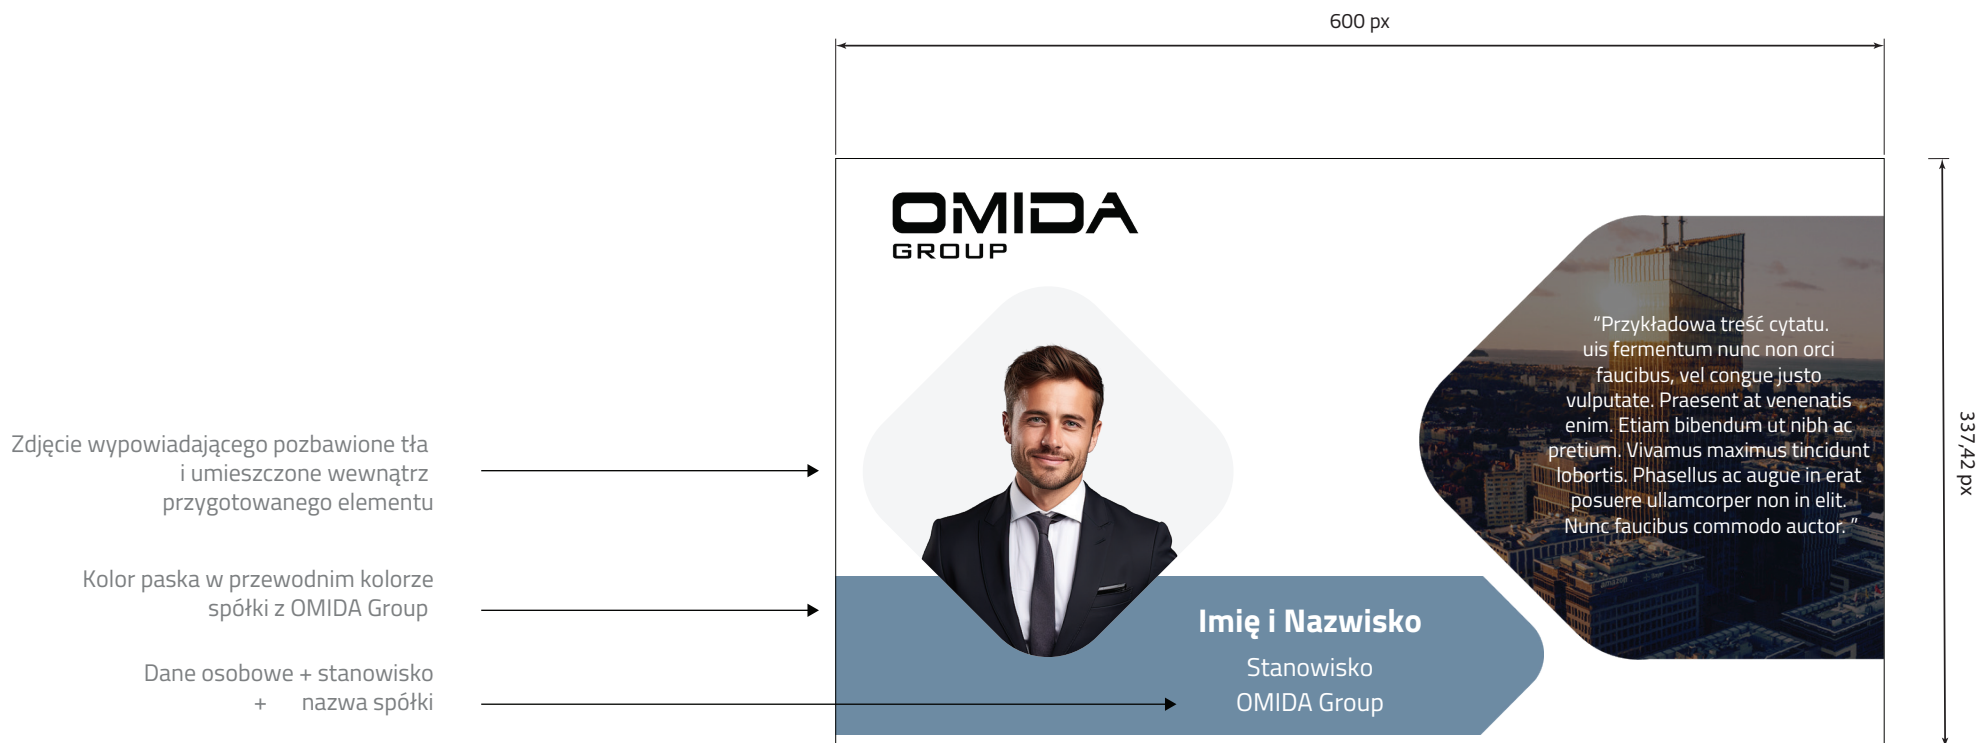 600 px
OMIDA
GROUP
“Przykładowa treść cytatu.
uis fermentum nunc non orci
faucibus, vel congue justo
vulputate. Praesent at venenatis
enim. Etiam bibendum ut nibh ac
pretium. Vivamus maximus tincidunt
lobortis. Phasellus ac augue in erat
posuere ullamcorper non in elit.
Nunc faucibus commodo auctor. ”
337,42 px
Zdjęcie wypowiadającego pozbawione tła
i umieszczone wewnątrz
przygotowanego elementu
Kolor paska w przewodnim kolorze
spółki z OMIDA Group
Dane osobowe + stanowisko
+ nazwa spółki
Imię i Nazwisko
Stanowisko
OMIDA Group
amazon